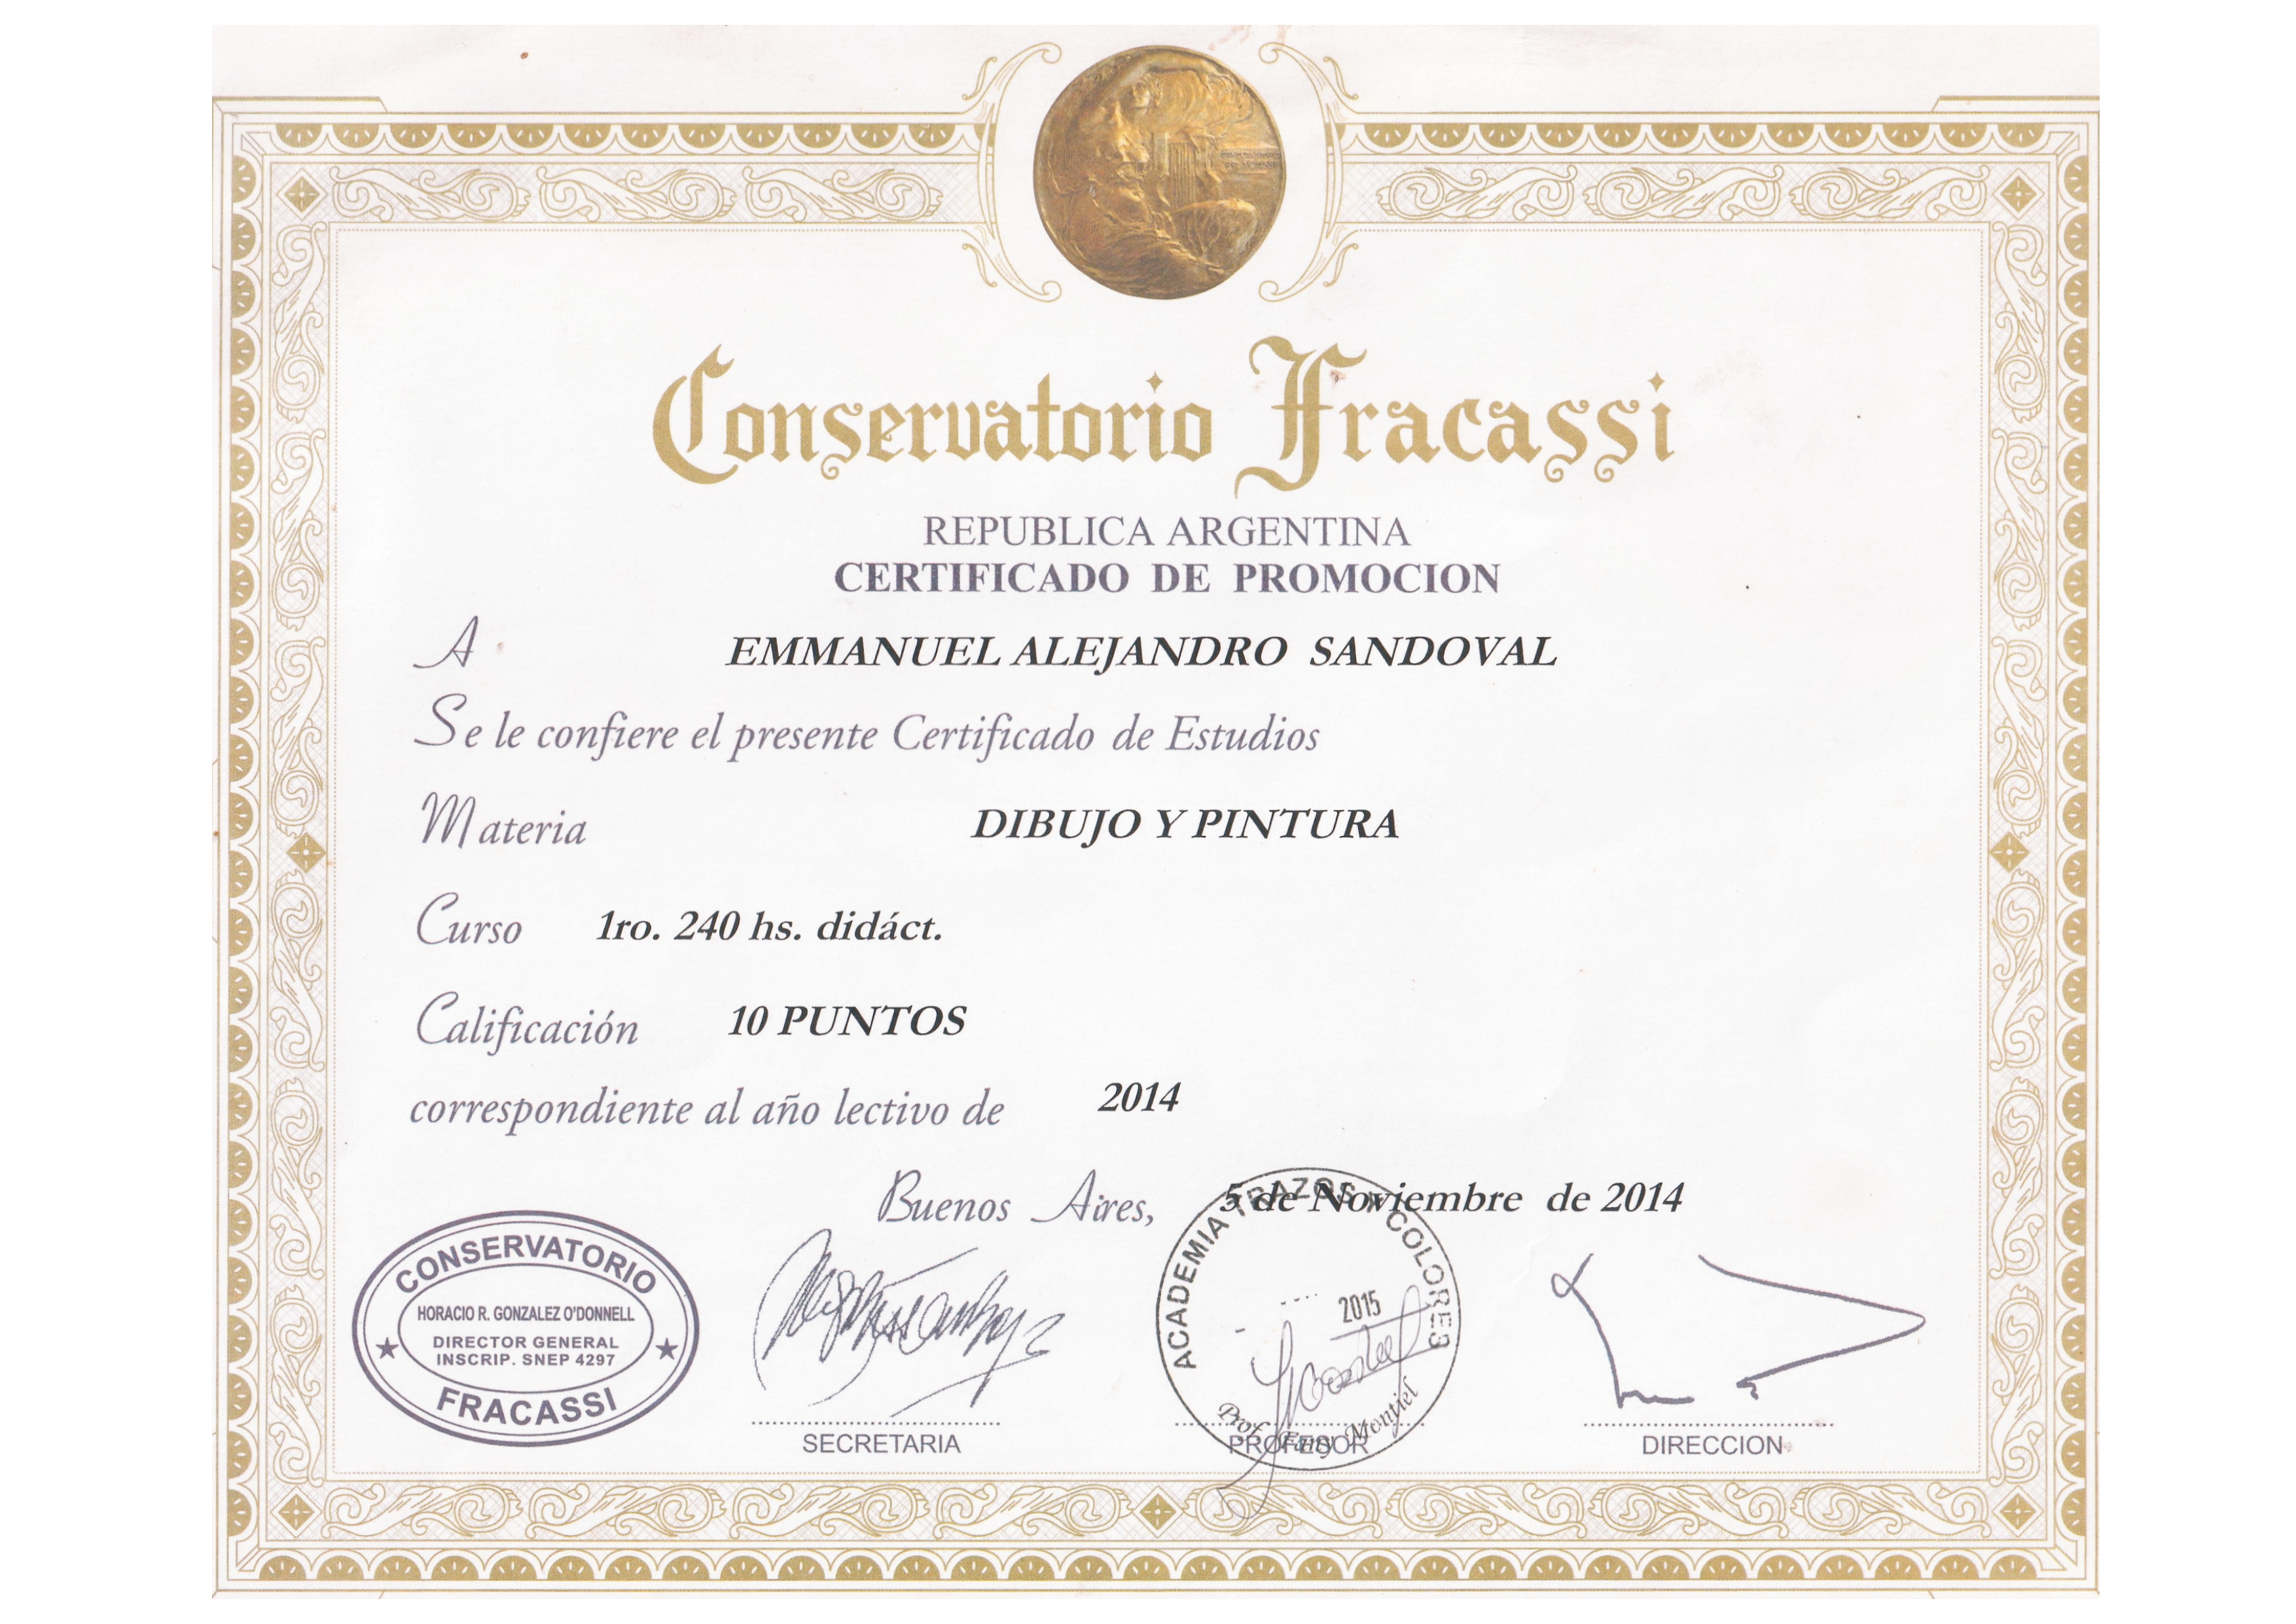 Conservatorio Fracassi
REPUBLICA ARGENTINA
CERTIFICADO DE PROMOCION
A EMMANUEL ALEJANDRO SANDOVAL
Se le confiere el presente Certificado de Estudios
Materia DIBUJO Y PINTURA
Curso 1ro. 240 hs. didáct.
Calificación 10 PUNTOS
correspondiente al año lectivo de 2014
Buenos Aires, 5 de Noviembre de 2014
CONSERVATORIO
HORACIO R. GONZALEZ O'DONNELL
DIRECTOR GENERAL
INSCRIP. SNEP 4297
FRACASSI
SECRETARIA
ACADEMIA TRAZOS Y COLORES
2015
Prof. Fany Montiel
PROFESOR
DIRECCION